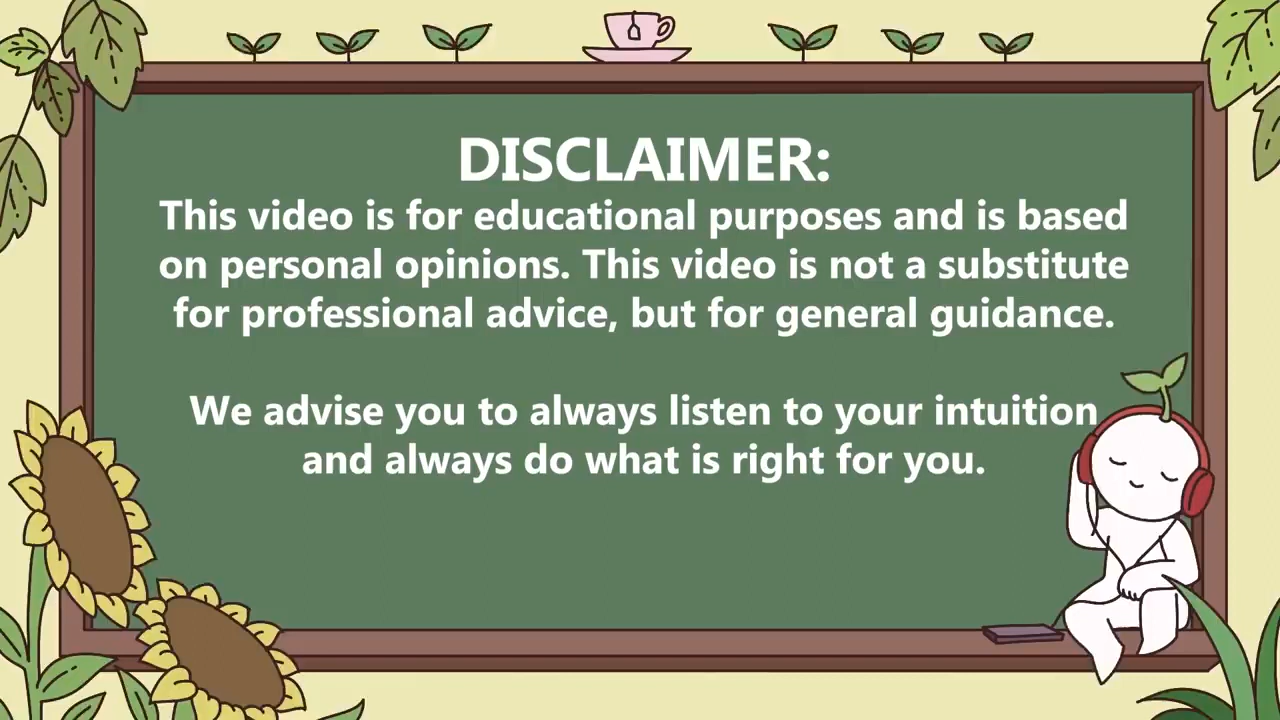 DISCLAIMER:
This video is for educational purposes and is based
on personal opinions. This video is not a substitute
for professional advice, but for general guidance.
We advise you to always listen to your intuition
and always do what is right for you.